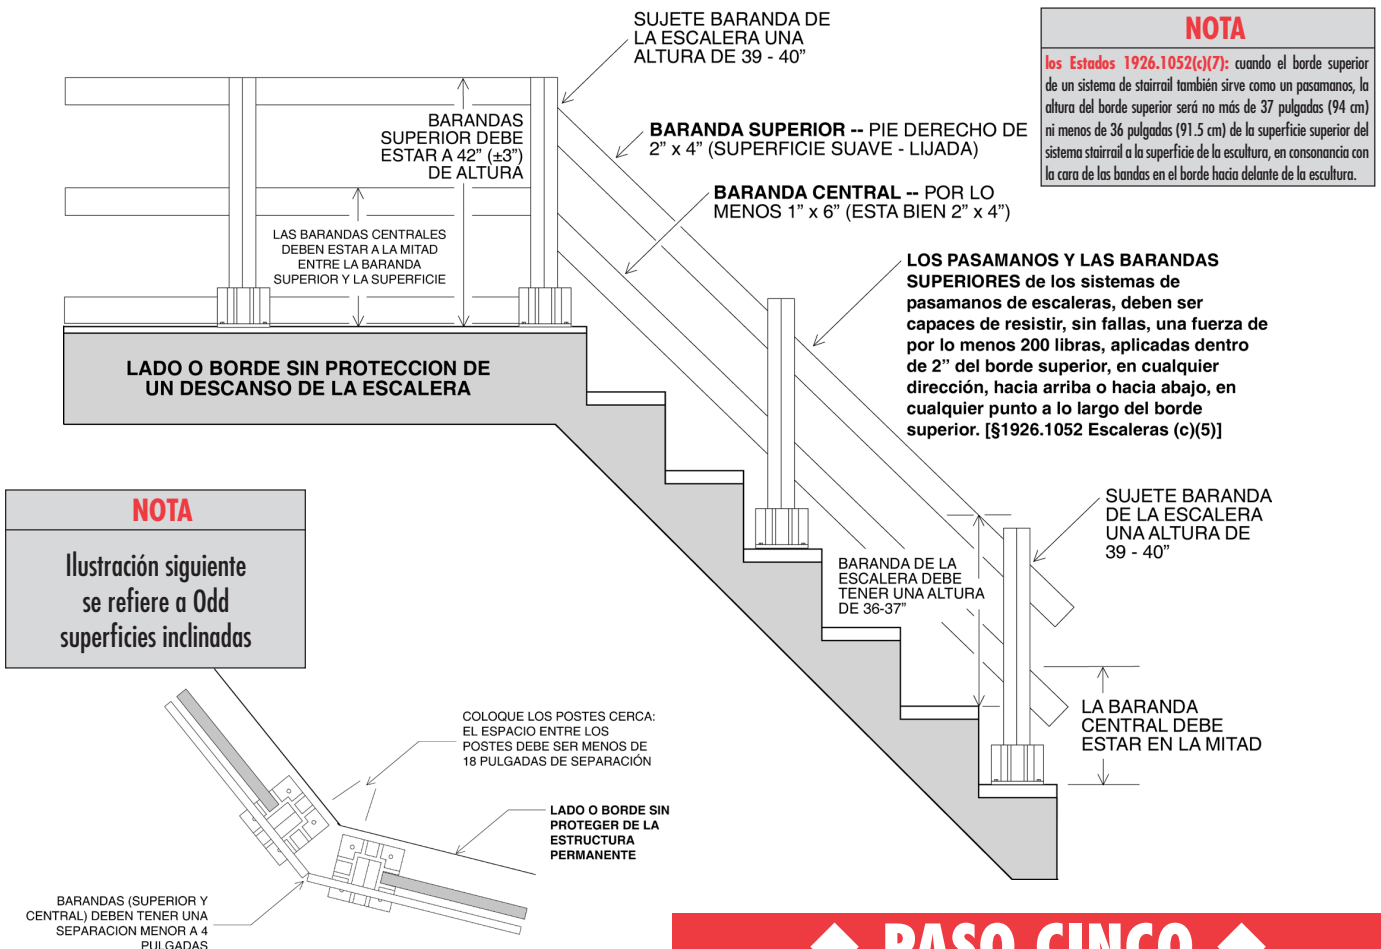 SUJETE BARANDA DE
LA ESCALERA UNA
ALTURA DE 39 - 40”
NOTA
los Estados 1926.1052(c)(7): cuando el borde superior
de un sistema de stairrail también sirve como un pasamanos, la
altura del borde superior será no más de 37 pulgadas (94 cm)
ni menos de 36 pulgadas (91.5 cm) de la superficie superior del
sistema stairrail a la superficie de la escultura, en consonancia con
la cara de las bandas en el borde hacia delante de la escultura.
BARANDAS
SUPERIOR DEBE
ESTAR A 42” (±3”)
DE ALTURA
BARANDA SUPERIOR -- PIE DERECHO DE
2” x 4” (SUPERFICIE SUAVE - LIJADA)
BARANDA CENTRAL -- POR LO
MENOS 1” x 6” (ESTA BIEN 2” x 4”)
LAS BARANDAS CENTRALES
DEBEN ESTAR A LA MITAD
ENTRE LA BARANDA
SUPERIOR Y LA SUPERFICIE
LOS PASAMANOS Y LAS BARANDAS
SUPERIORES de los sistemas de
pasamanos de escaleras, deben ser
capaces de resistir, sin fallas, una fuerza de
por lo menos 200 libras, aplicadas dentro
de 2” del borde superior, en cualquier
dirección, hacia arriba o hacia abajo, en
cualquier punto a lo largo del borde
superior. [§1926.1052 Escaleras (c)(5)]
LADO O BORDE SIN PROTECCION DE
UN DESCANSO DE LA ESCALERA
NOTA
Ilustración siguiente
se refiere a Odd
superficies inclinadas
SUJETE BARANDA
DE LA ESCALERA
UNA ALTURA DE
39 - 40”
BARANDA DE LA
ESCALERA DEBE
TENER UNA ALTURA
DE 36-37”
LA BARANDA
CENTRAL DEBE
ESTAR EN LA MITAD
COLOQUE LOS POSTES CERCA:
EL ESPACIO ENTRE LOS
POSTES DEBE SER MENOS DE
18 PULGADAS DE SEPARACIÓN
LADO O BORDE SIN
PROTEGER DE LA
ESTRUCTURA
PERMANENTE
BARANDAS (SUPERIOR Y
CENTRAL) DEBEN TENER UNA
SEPARACION MENOR A 4
PULGADAS
PASO CINCO